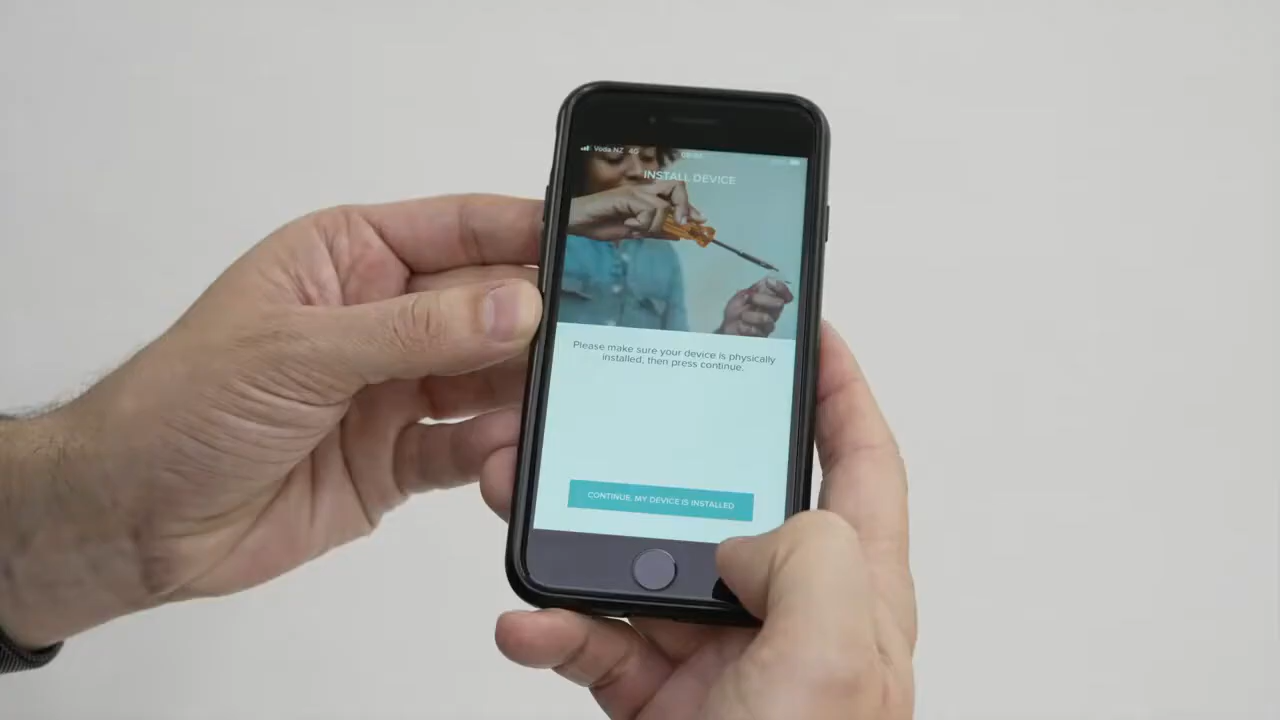 Voda NZ 4G
INSTALL DEVICE
Please make sure your device is physically
installed, then press continue.
CONTINUE, MY DEVICE IS INSTALLED